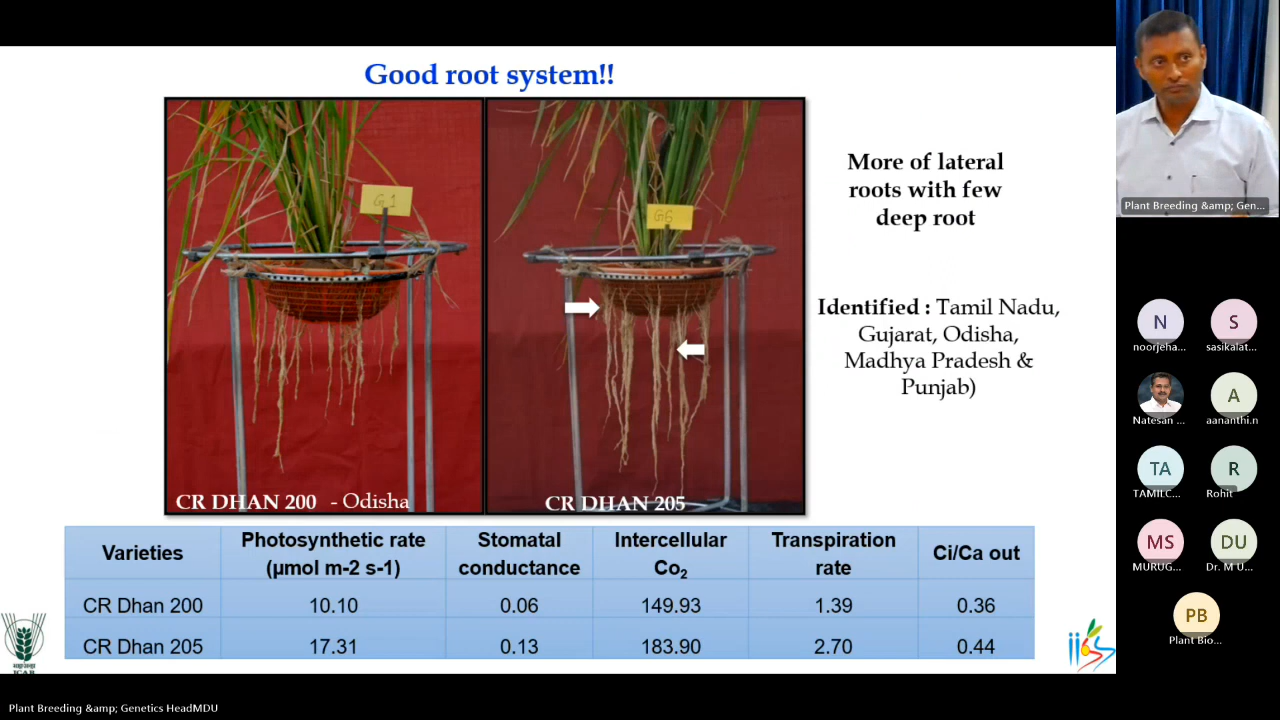 Good root system!!
G 1
G6
CR DHAN 200 - Odisha
CR DHAN 205
More of lateral
roots with few
deep root
Identified : Tamil Nadu,
Gujarat, Odisha,
Madhya Pradesh &
Punjab)
Varieties Photosynthetic rate (µmol m-2 s-1) Stomatal conductance Intercellular Co₂ Transpiration rate Ci/Ca out
CR Dhan 200 10.10 0.06 149.93 1.39 0.36
CR Dhan 205 17.31 0.13 183.90 2.70 0.44
Plant Breeding &amp; Gen...
N S
noorjeha... sasikalat...
A
Natesan ... aananthi.n
TA R
TAMILC... Rohit
MS DU
MURUG... Dr. M U...
PB
Plant Bio...
Plant Breeding &amp; Genetics HeadMDU